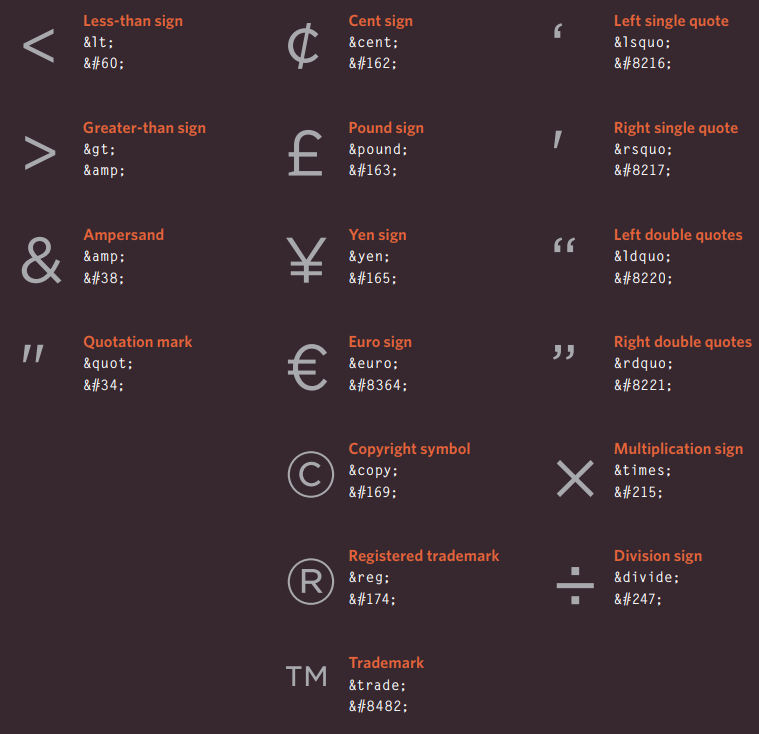 <
Less-than sign
&lt;
&#60;
>
Greater-than sign
&gt;
&amp;
&
Ampersand
&amp;
&#38;
"
Quotation mark
&quot;
&#34;
¢
Cent sign
&cent;
&#162;
£
Pound sign
&pound;
&#163;
¥
Yen sign
&yen;
&#165;
€
Euro sign
&euro;
&#8364;
©
Copyright symbol
&copy;
&#169;
®
Registered trademark
&reg;
&#174;
™
Trademark
&trade;
&#8482;
‘
Left single quote
&lsquo;
&#8216;
'
Right single quote
&rsquo;
&#8217;
“
Left double quotes
&ldquo;
&#8220;
”
Right double quotes
&rdquo;
&#8221;
×
Multiplication sign
&times;
&#215;
÷
Division sign
&divide;
&#247;